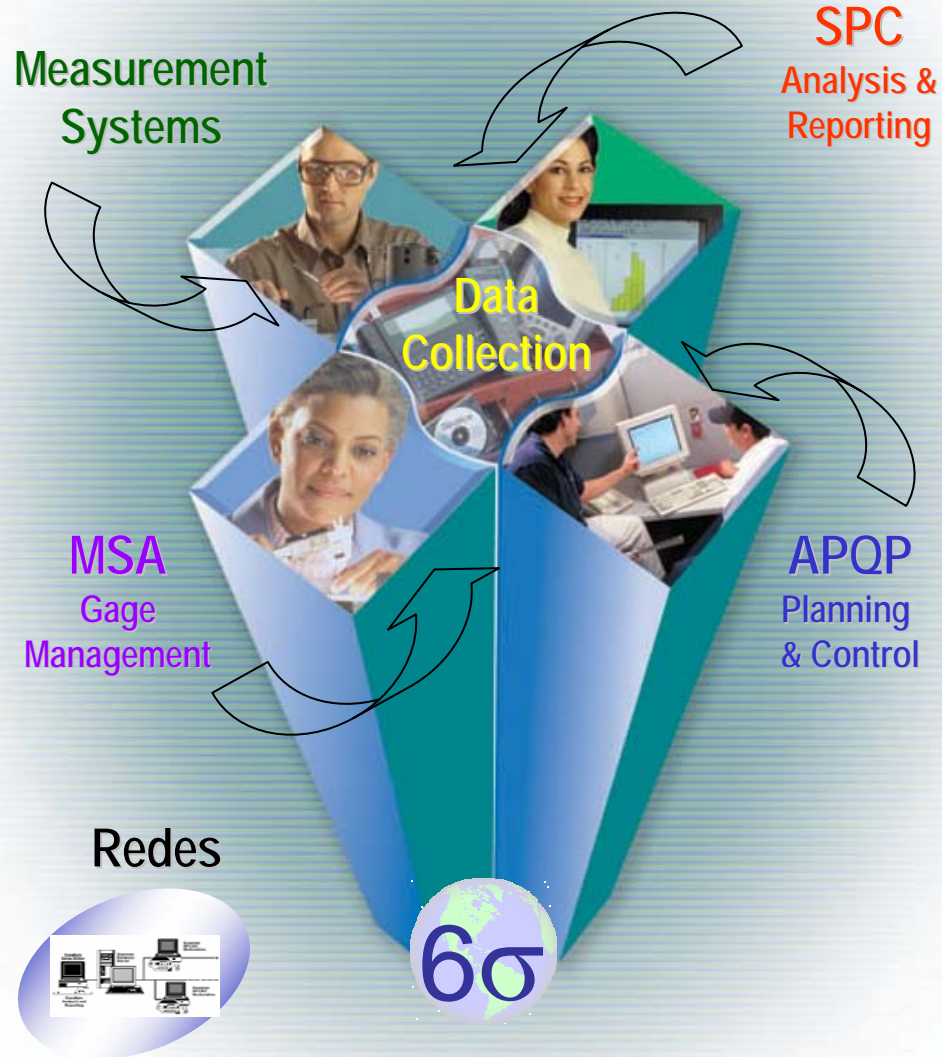 Measurement
Systems
SPC
Analysis &
Reporting
Data
Collection
MSA
Gage
Management
APQP
Planning
& Control
Redes
6σ